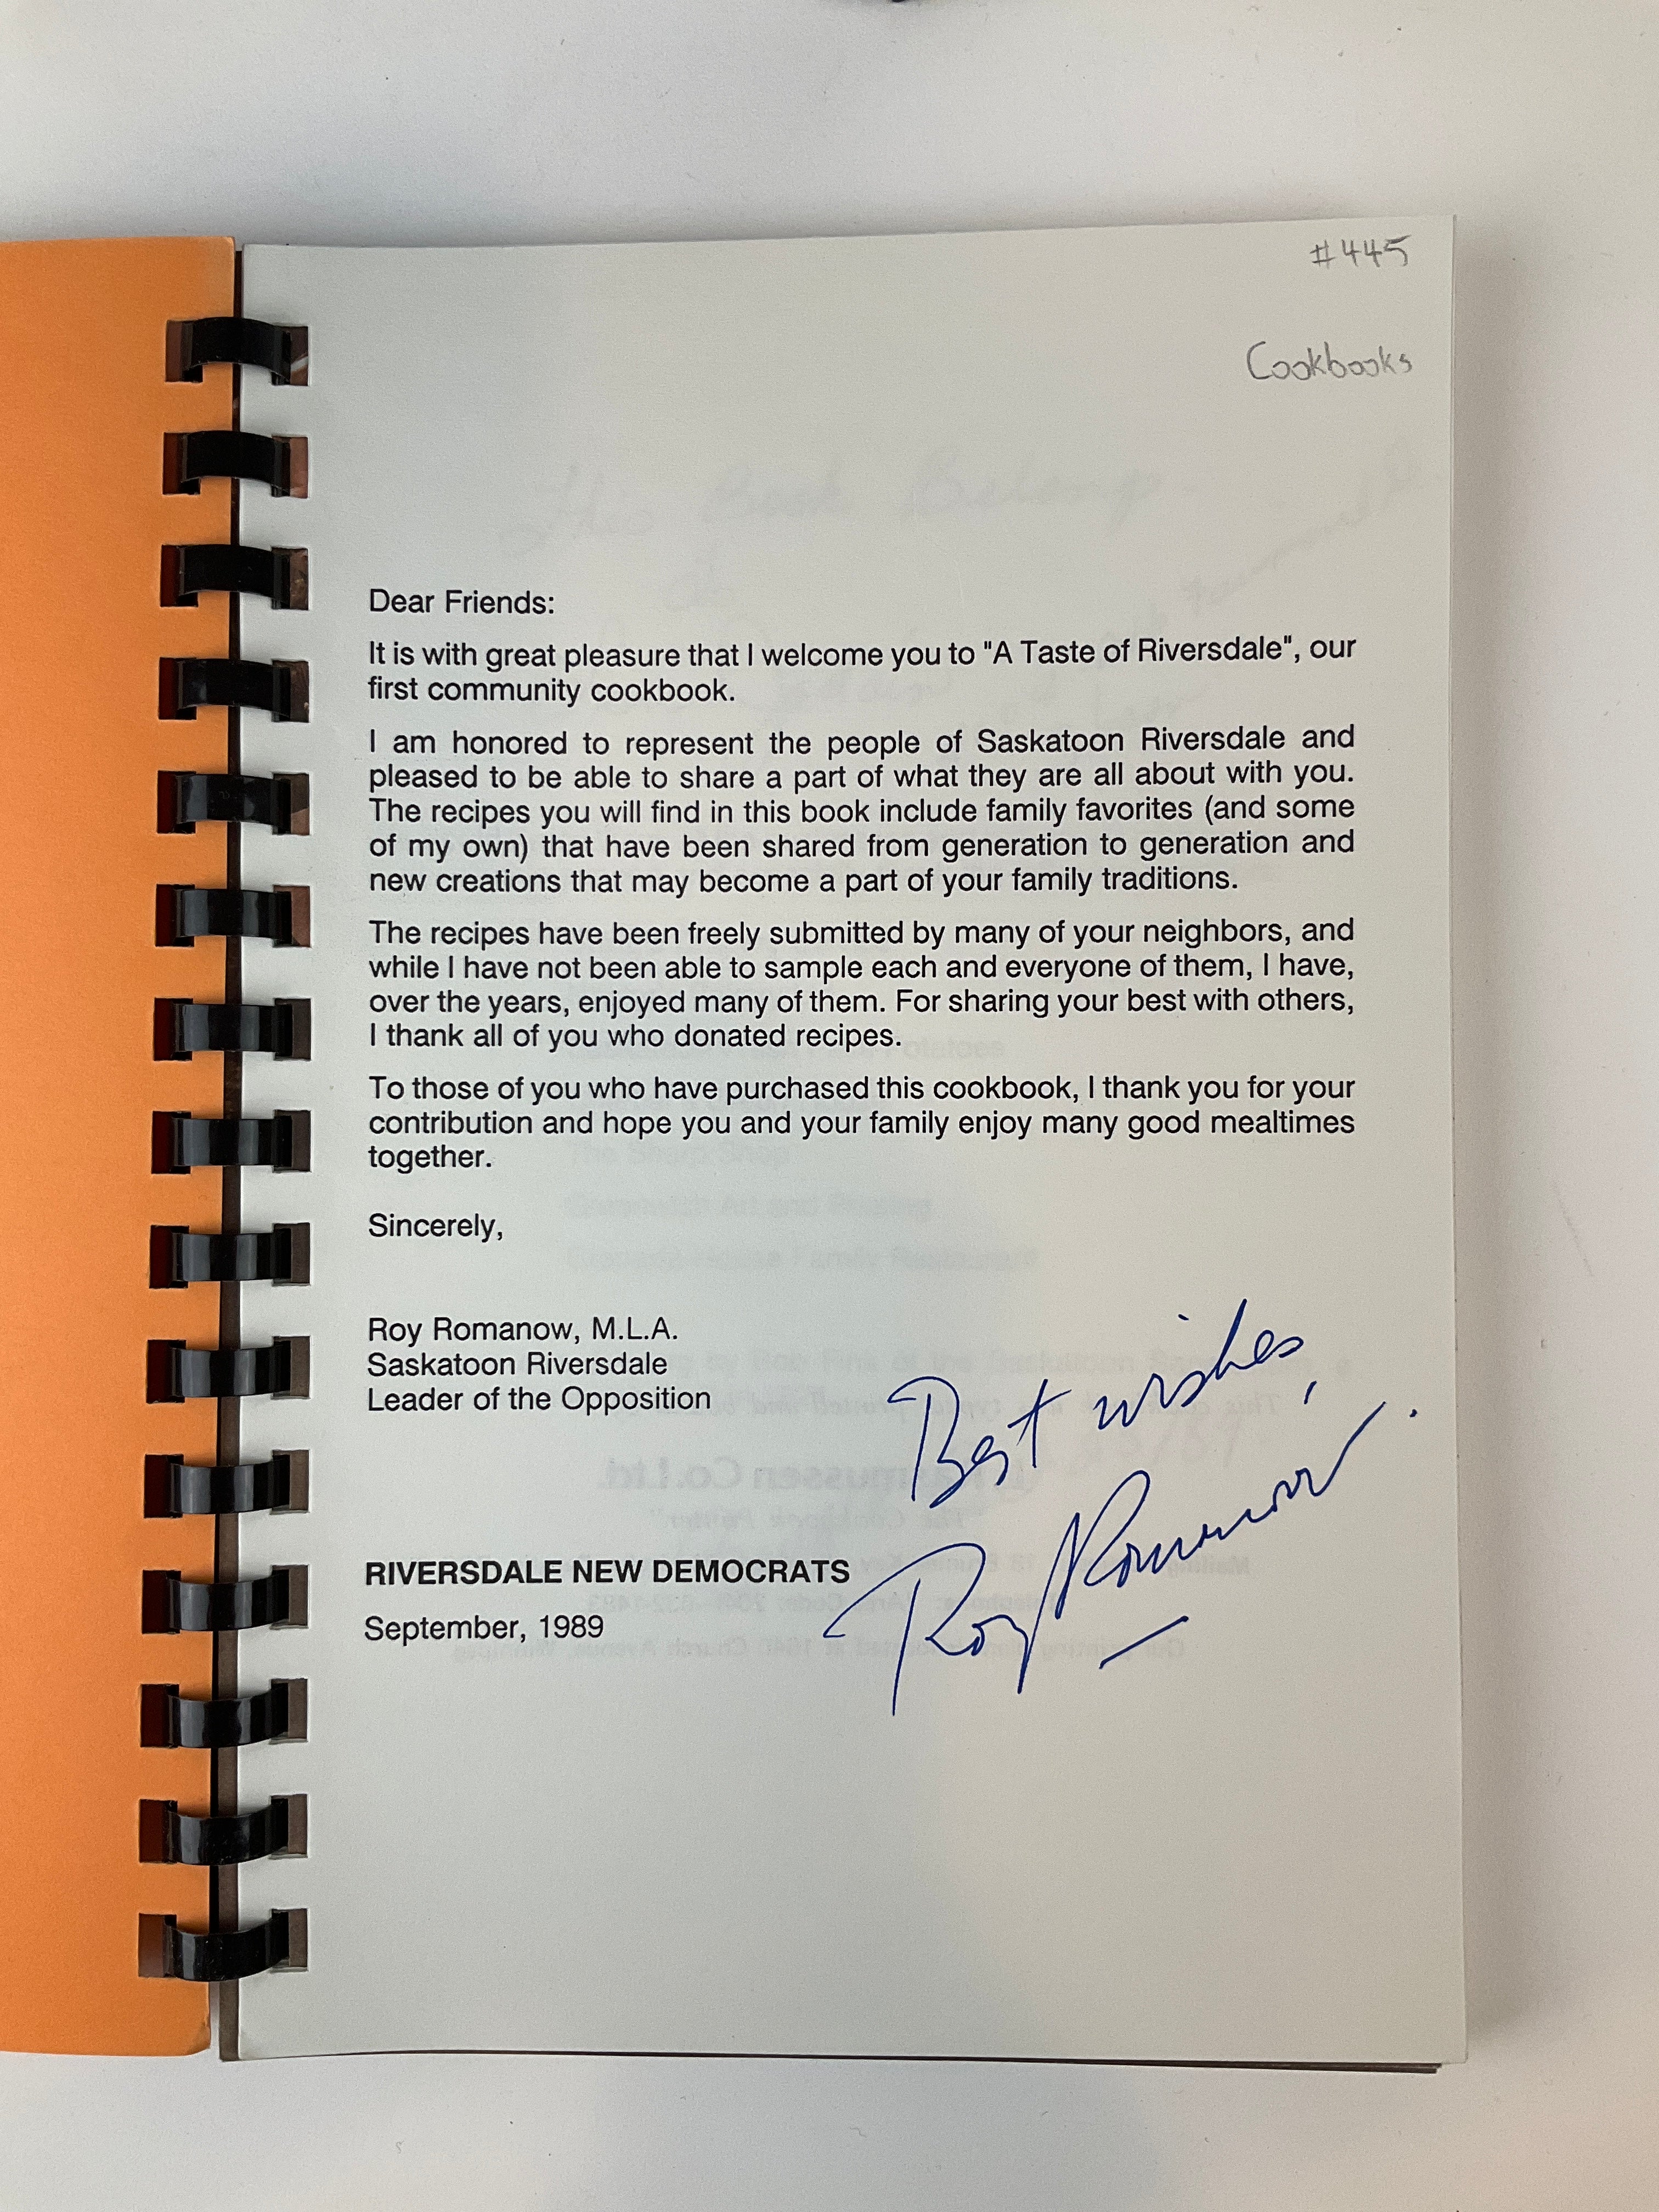 #445
Cookbooks
This Book Belongs
Dear Friends:
It is with great pleasure that I welcome you to "A Taste of Riversdale", our
first community cookbook.
I am honored to represent the people of Saskatoon Riversdale and
pleased to be able to share a part of what they are all about with you.
The recipes you will find in this book include family favorites (and some
of my own) that have been shared from generation to generation and
new creations that may become a part of your family traditions.
The recipes have been freely submitted by many of your neighbors, and
while I have not been able to sample each and everyone of them, I have,
over the years, enjoyed many of them. For sharing your best with others,
I thank all of you who donated recipes.
To those of you who have purchased this cookbook, I thank you for your
contribution and hope you and your family enjoy many good mealtimes
together.
Sincerely,
Roy Romanow, M.L.A.
Saskatoon Riversdale
Leader of the Opposition
Best wishes,
Roy Romanow
RIVERSDALE NEW DEMOCRATS
September, 1989